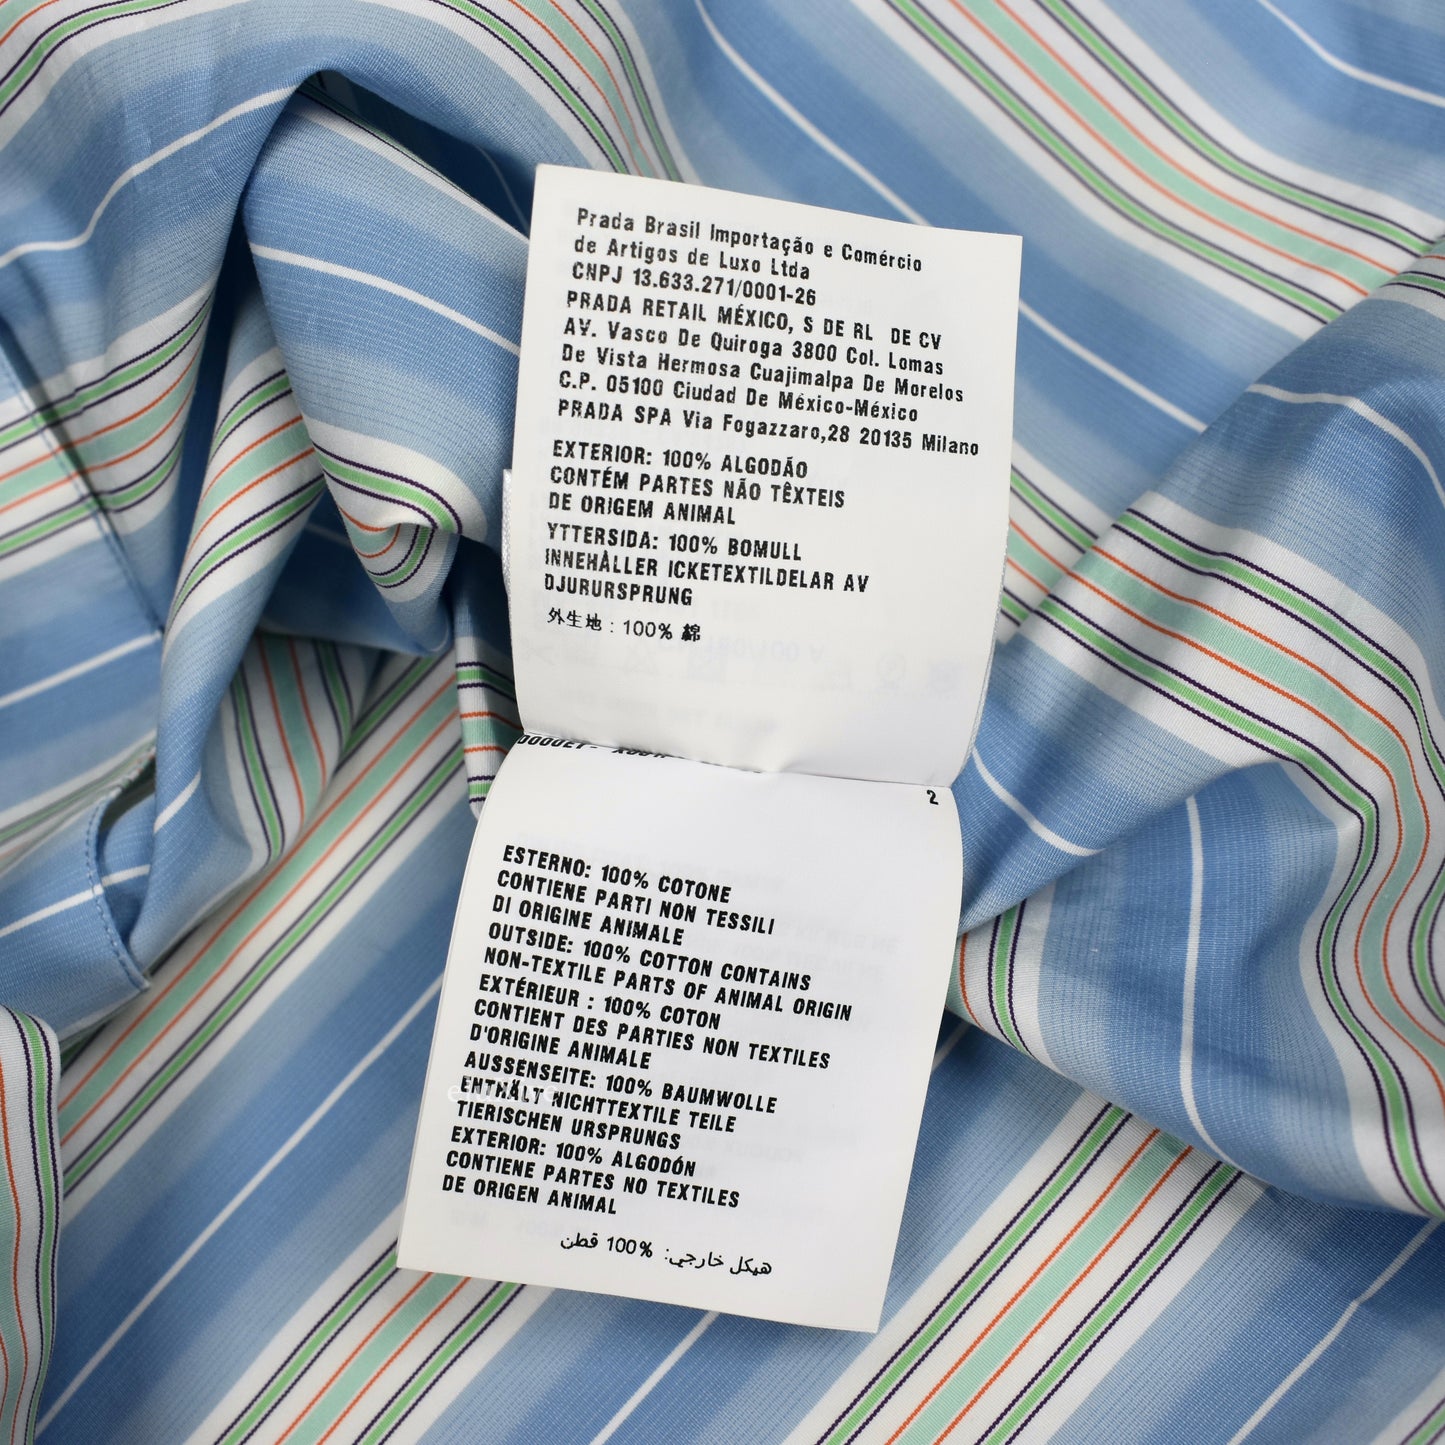 Prada Brasil Importação e Comércio
de Artigos de Luxo Ltda
CNPJ 13.633.271/0001-26
PRADA RETAIL MÉXICO, S DE RL DE CV
AV. Vasco De Quiroga 3800 Col. Lomas
De Vista Hermosa Cuajimalpa De Morelos
C.P. 05100 Ciudad De México-México
PRADA SPA Via Fogazzaro,28 20135 Milano
EXTERIOR: 100% ALGODÃO
CONTÉM PARTES NÃO TÊXTEIS
DE ORIGEM ANIMAL
YTTERSIDA: 100% BOMULL
INNEHÅLLER ICKETEXTILDELAR AV
DJURURSPRUNG
外生地 : 100% 綿
2
ESTERNO: 100% COTONE
CONTIENE PARTI NON TESSILI
DI ORIGINE ANIMALE
OUTSIDE: 100% COTTON CONTAINS
NON-TEXTILE PARTS OF ANIMAL ORIGIN
EXTÉRIEUR : 100% COTON
CONTIENT DES PARTIES NON TEXTILES
D'ORIGINE ANIMALE
AUSSENSEITE: 100% BAUMWOLLE
ENTHÄLT NICHTTEXTILE TEILE
TIERISCHEN URSPRUNGS
EXTERIOR: 100% ALGODÓN
CONTIENE PARTES NO TEXTILES
DE ORIGEN ANIMAL
هيكل خارجي: 100% قطن